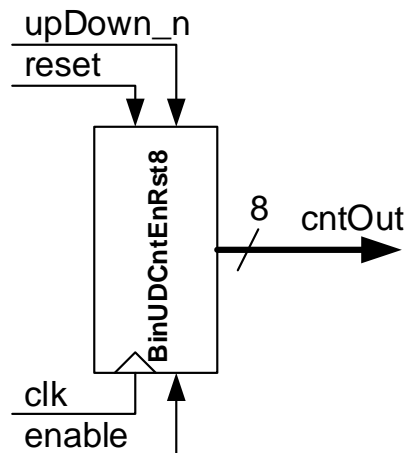 upDown_n
reset
BinUDCntEnRst8
8
cntOut
clk
enable